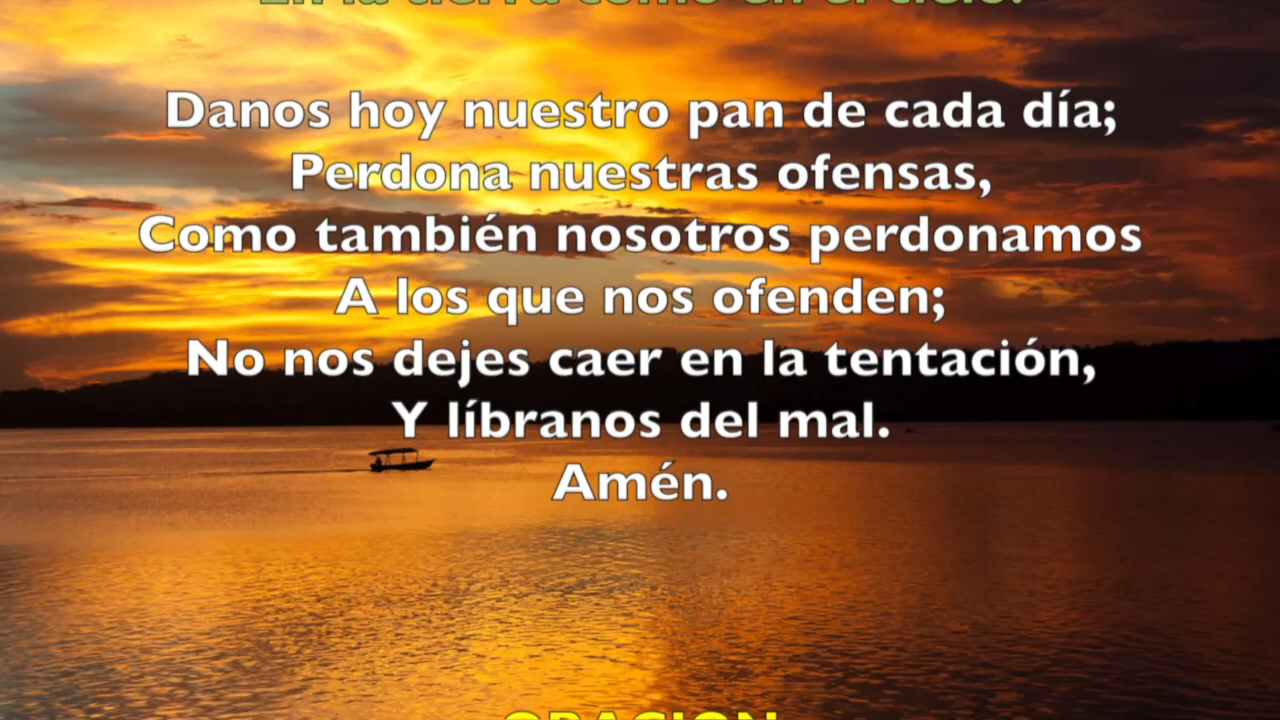 En la tierra como en el cielo.
Danos hoy nuestro pan de cada día;
Perdona nuestras ofensas,
Como también nosotros perdonamos
A los que nos ofenden;
No nos dejes caer en la tentación,
Y líbranos del mal.
Amén.
ORACION